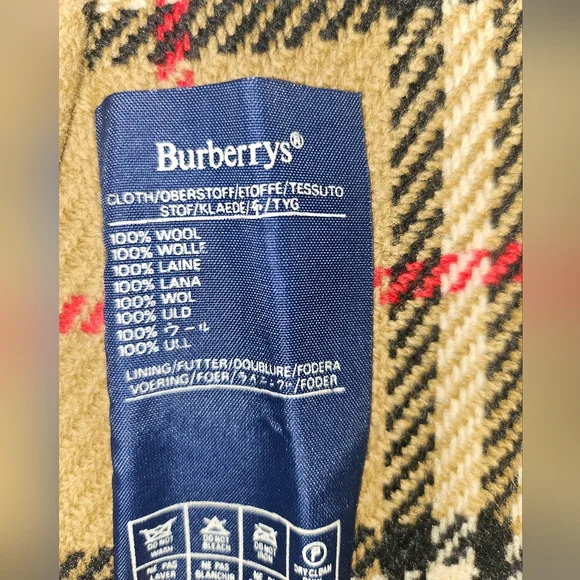 Burberrys®
CLOTH/OBERSTOFF/ETOFFE/TESSUTO
STOF/KLAEDE/布/TYG
100% WOOL
100% WOLLE
100% LAINE
100% LANA
100% WOL
100% ULD
100% ウール
100% ULL
LINING/FUTTER/DOUBLURE/FODERA
VOERING/FOER/ライニング/FODER
DO NOT WASH
DO NOT BLEACH
DO NOT
P
DRY CLEAN
NE PAS LAVER
NE PAS BLANCHIR
NE PAS